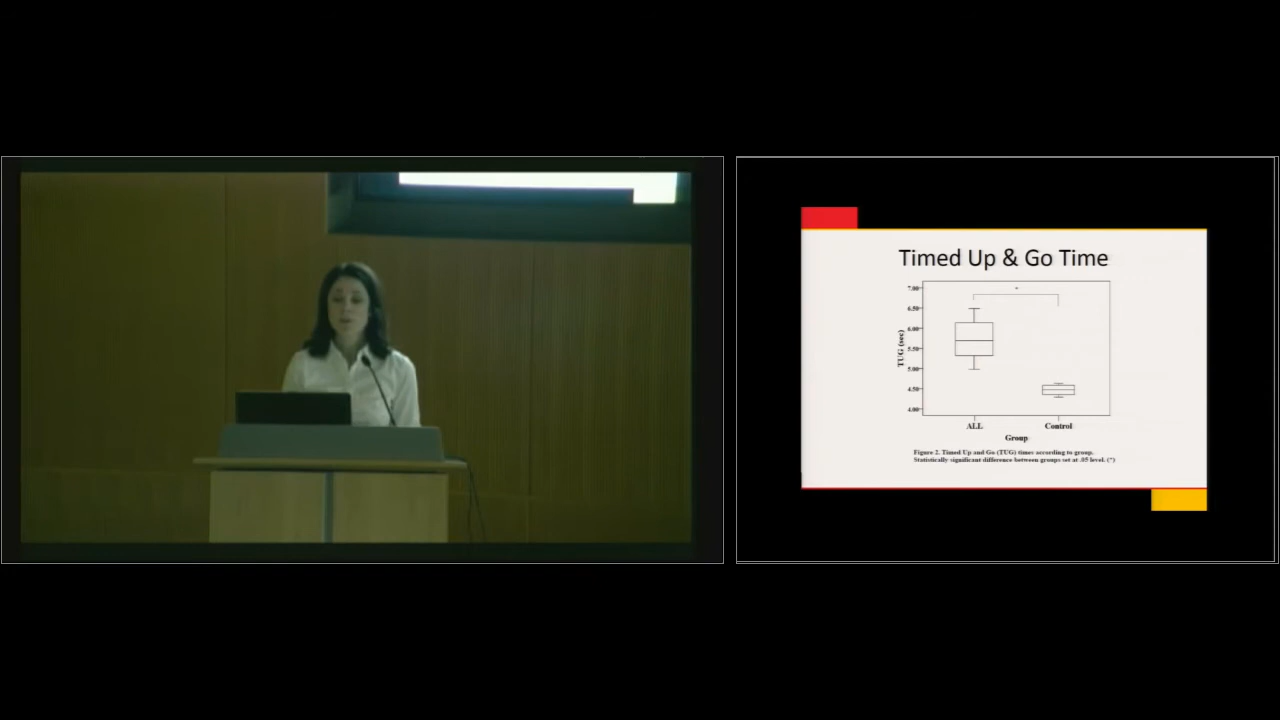 Timed Up & Go Time
*
7.00
6.50
6.00
5.50
5.00
4.50
4.00
TUG (sec)
ALL
Control
Group
Figure 2. Timed Up and Go (TUG) times according to group.
Statistically significant difference between groups set at .05 level. (*)